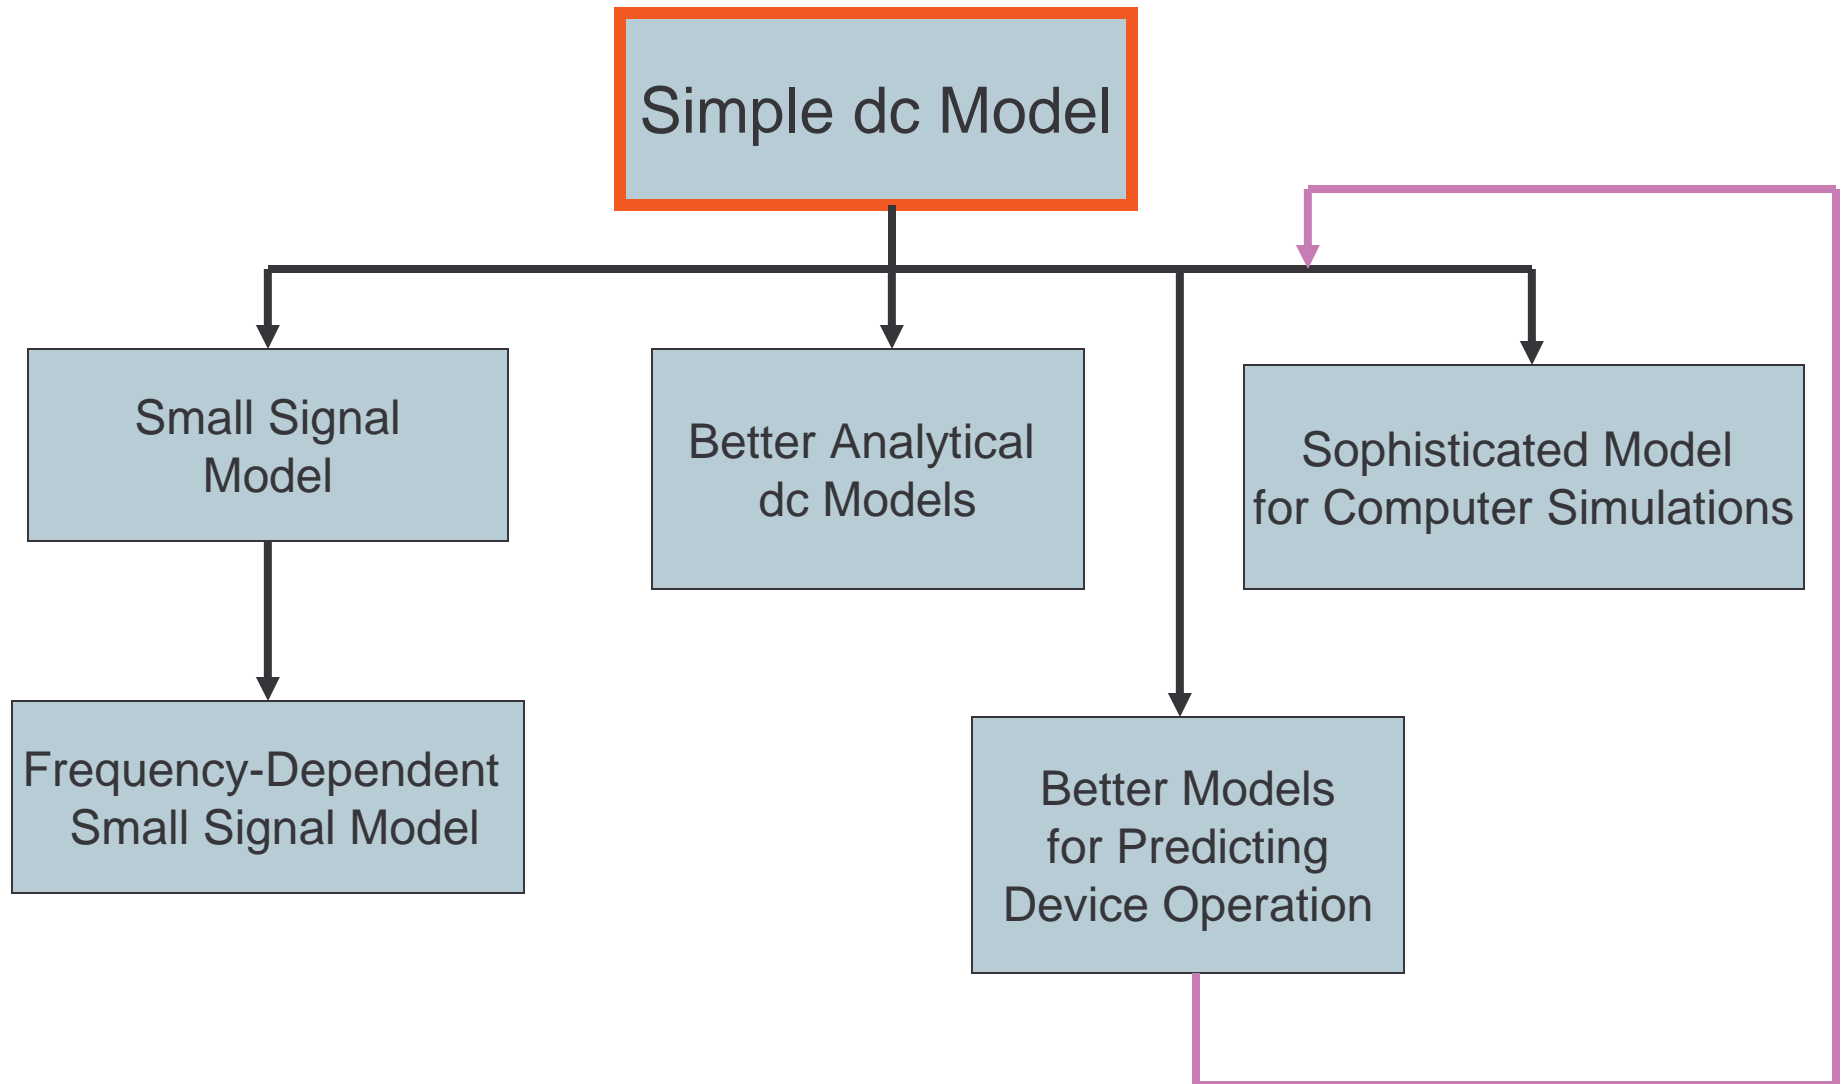 Simple dc Model
Small Signal
Model
Better Analytical
dc Models
Sophisticated Model
for Computer Simulations
Frequency-Dependent
Small Signal Model
Better Models
for Predicting
Device Operation